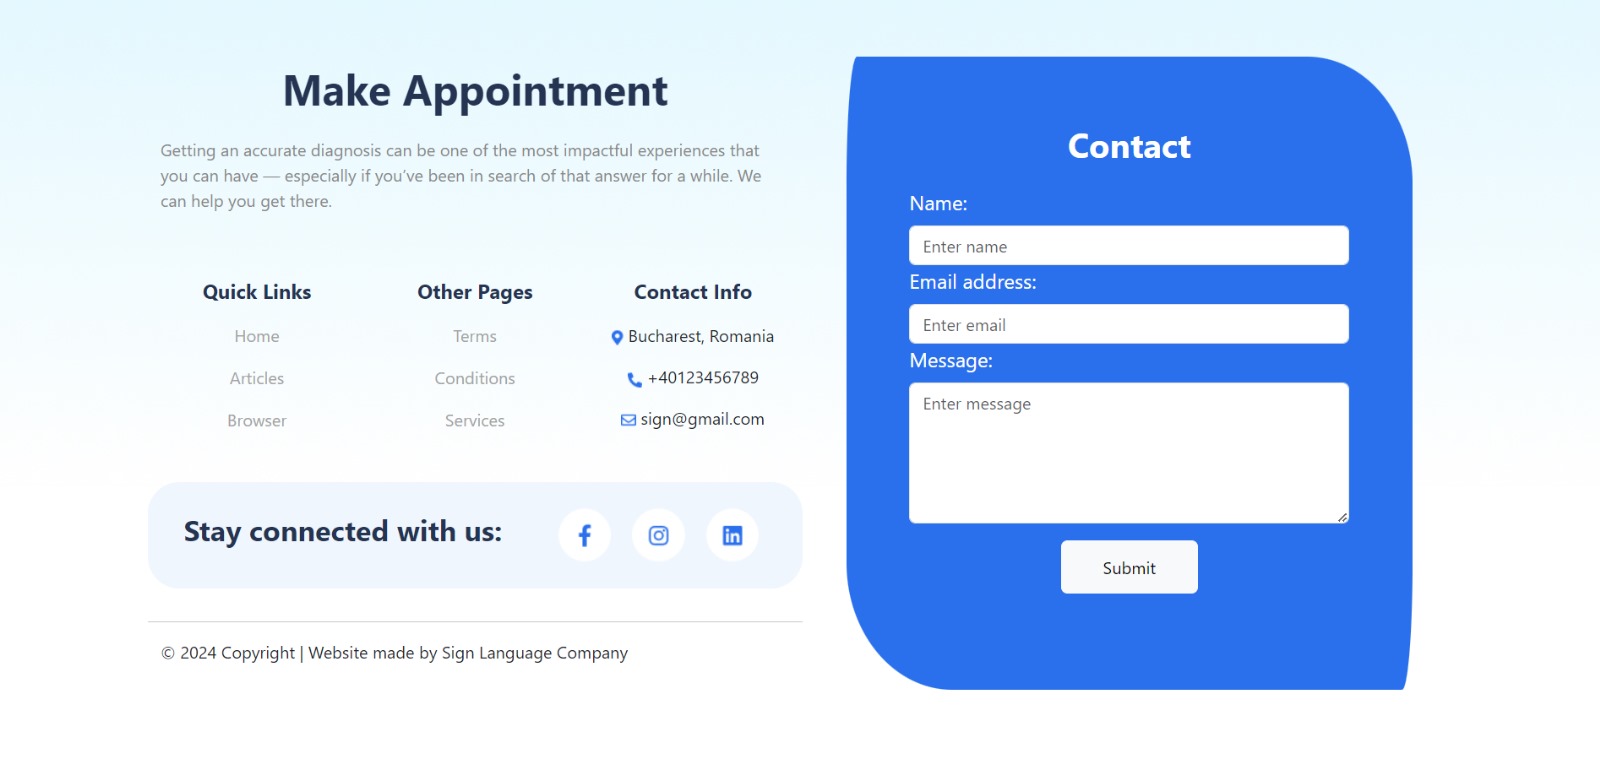 Make Appointment
Getting an accurate diagnosis can be one of the most impactful experiences that
you can have — especially if you've been in search of that answer for a while. We
can help you get there.
Quick Links
Home
Articles
Browser
Other Pages
Terms
Conditions
Services
Contact Info
Bucharest, Romania
+40123456789
sign@gmail.com
Stay connected with us:
© 2024 Copyright | Website made by Sign Language Company
Contact
Name:
Enter name
Email address:
Enter email
Message:
Enter message
Submit